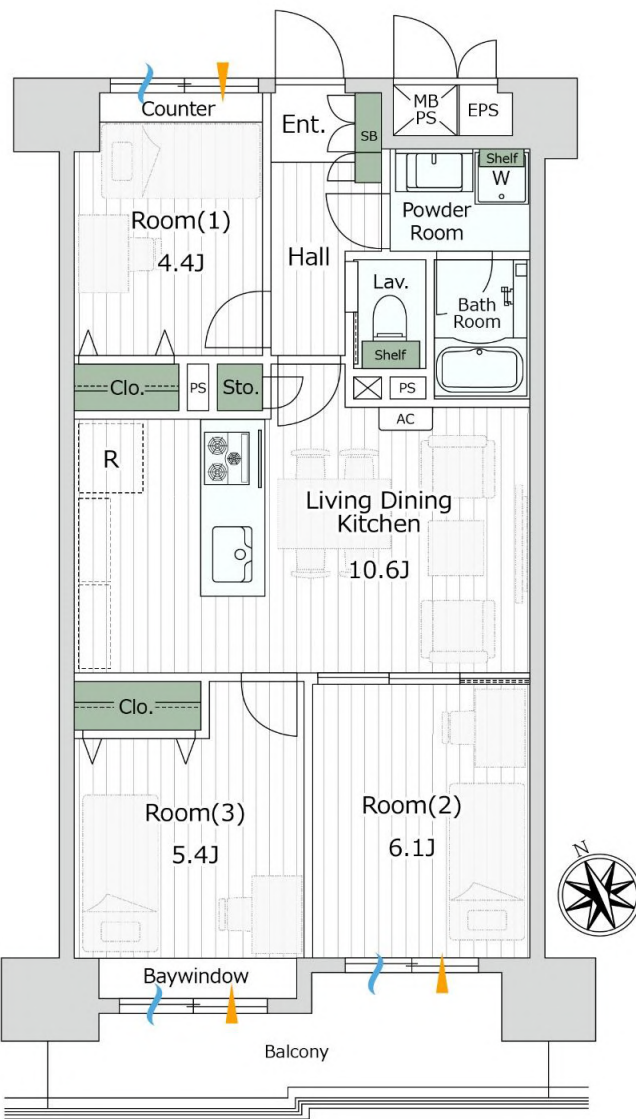 Counter
Ent.
SB
MB
PS
EPS
Shelf
W
Powder
Room
Room(1)
4.4J
Hall
Lav.
Bath
Room
Shelf
Clo.
PS
Sto.
PS
AC
R
Living Dining
Kitchen
10.6J
Clo.
Room(3)
5.4J
Room(2)
6.1J
N
Baywindow
Balcony